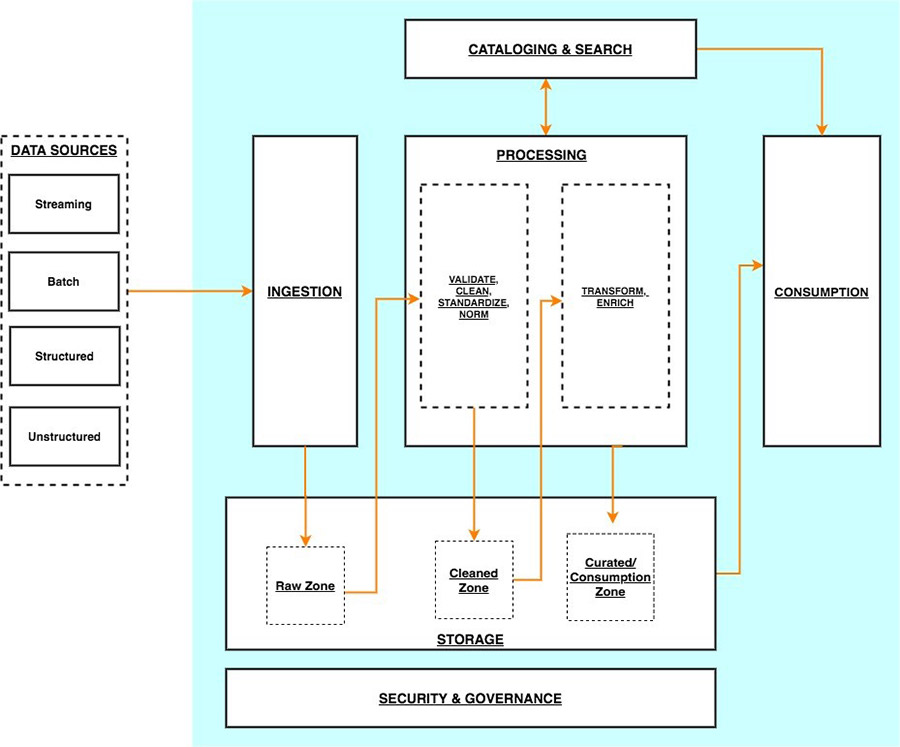 CATALOGING & SEARCH
DATA SOURCES
Streaming
Batch
Structured
Unstructured
INGESTION
PROCESSING
VALIDATE,
CLEAN,
STANDARDIZE,
NORM
TRANSFORM,
ENRICH
CONSUMPTION
Raw Zone
Cleaned
Zone
Curated/
Consumption
Zone
STORAGE
SECURITY & GOVERNANCE